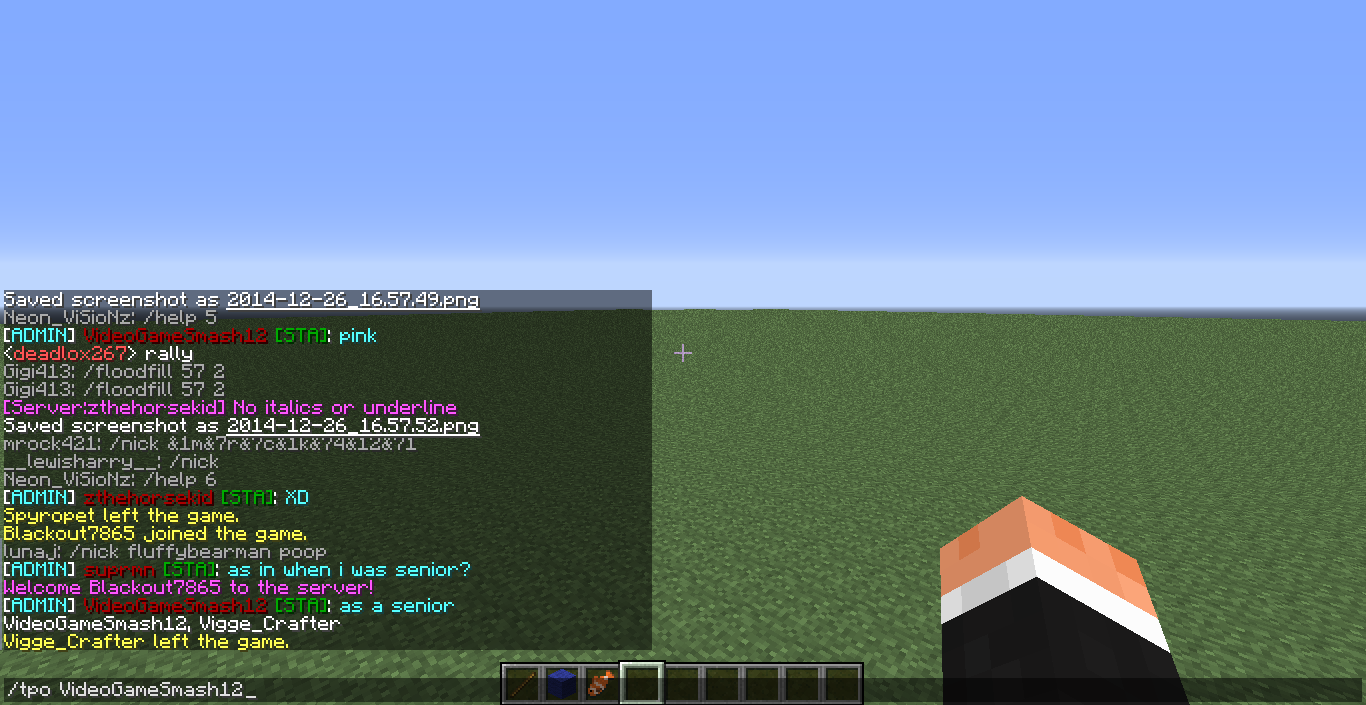 Saved screenshot as 2014-12-26_16.57.49.png
Neon_ViSioNz: /help 5
[ADMIN] VideoGameSmash12 [STA]: pink
<deadlox267> rally
Gigi413: /floodfill 57 2
Gigi413: /floodfill 57 2
[Server:zthehorsekid] No italics or underline
Saved screenshot as 2014-12-26_16.57.52.png
mrock421: /nick &1m&7r&7c&1k&74&12&71
__lewisharry__: /nick
Neon_ViSioNz: /help 6
[ADMIN] zthehorsekid [STA]: XD
Spyropet left the game.
Blackout7865 joined the game.
lunaj: /nick fluffybearman poop
[ADMIN] suprmn [STA]: as in when i was senior?
Welcome Blackout7865 to the server!
[ADMIN] VideoGameSmash12 [STA]: as a senior
VideoGameSmash12, Vigge_Crafter
Vigge_Crafter left the game.
/tpo VideoGameSmash12_